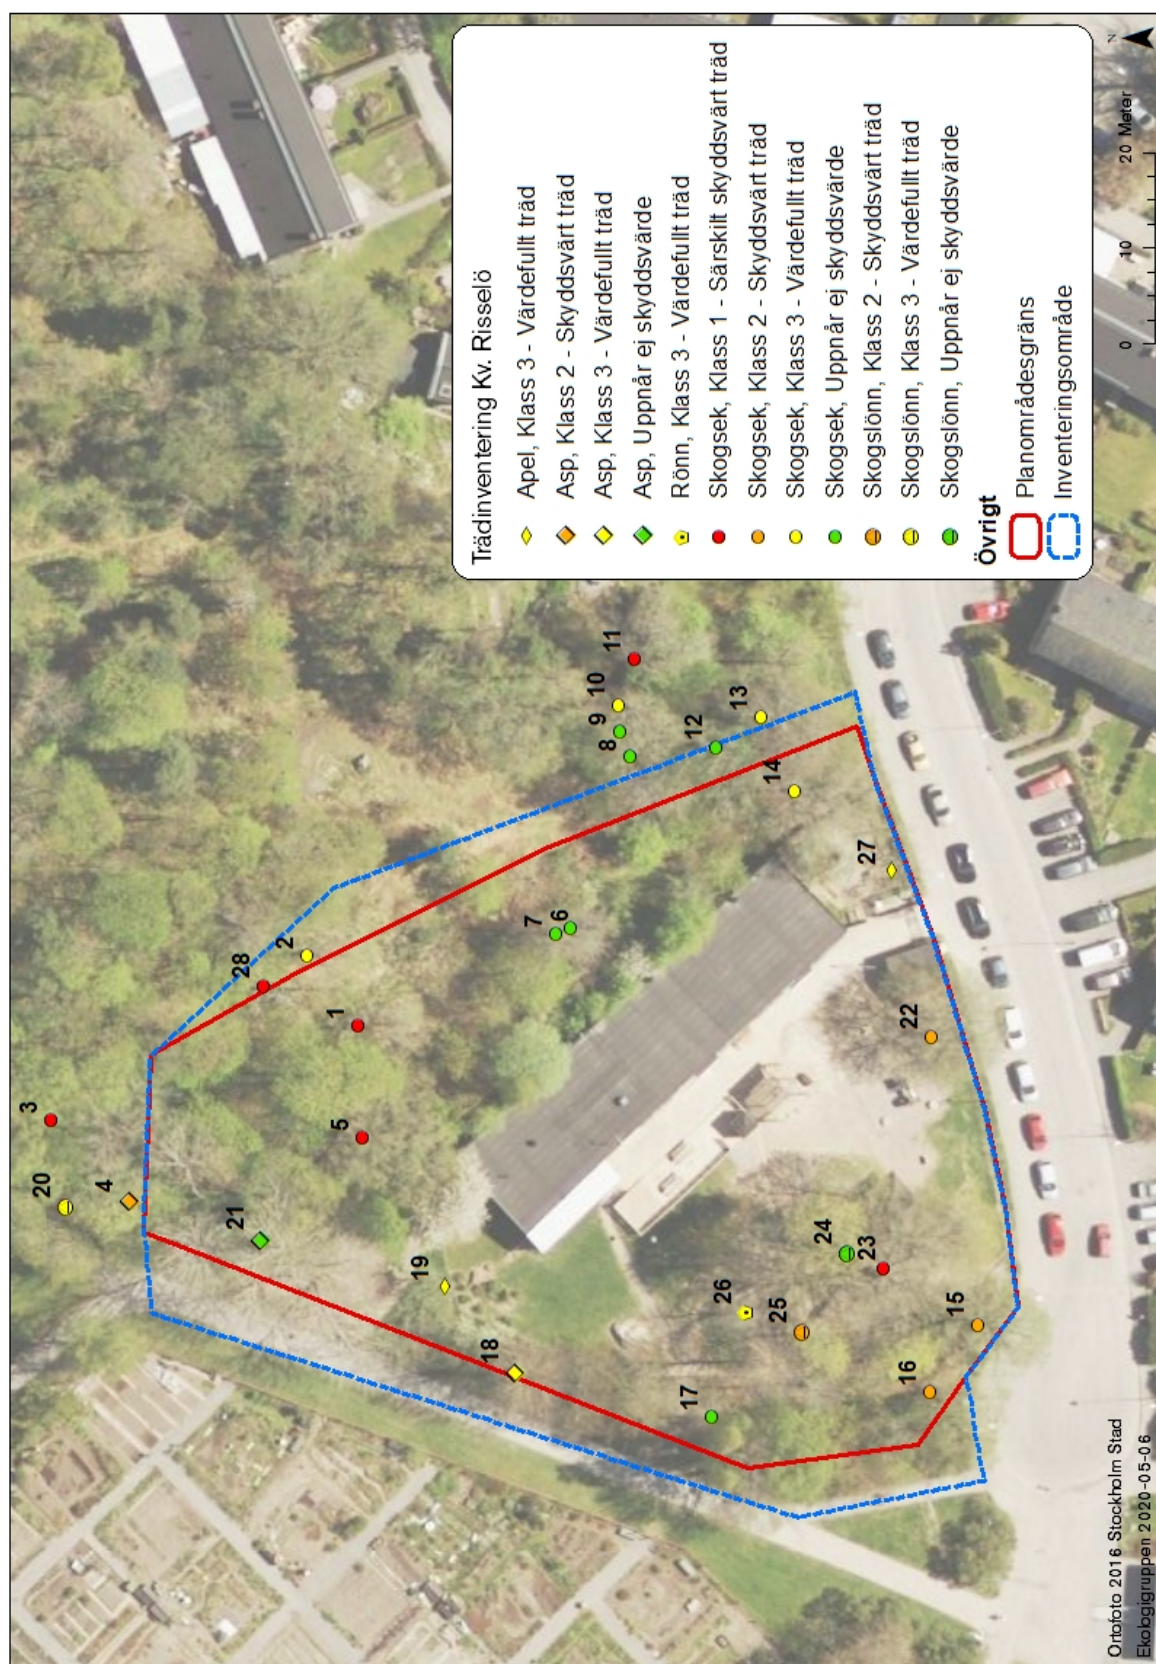 3
20
4
28
2
21
1
5
19
18
7
6
11
10
9
8
12
13
14
27
26
25
24
23
17
22
16
15
Trädinventering Kv. Risselö
Apel, Klass 3 - Värdefullt träd
Asp, Klass 2 - Skyddsvärt träd
Asp, Klass 3 - Värdefullt träd
Asp, Uppnår ej skyddsvärde
Rönn, Klass 3 - Värdefullt träd
Skogsek, Klass 1 - Särskilt skyddsvärt träd
Skogsek, Klass 2 - Skyddsvärt träd
Skogsek, Klass 3 - Värdefullt träd
Skogsek, Uppnår ej skyddsvärde
Skogslönn, Klass 2 - Skyddsvärt träd
Skogslönn, Klass 3 - Värdefullt träd
Skogslönn, Uppnår ej skyddsvärde
Övrigt
Planområdesgräns
Inventeringsområde
Ortofoto 2016 Stockholm Stad
Ekologigruppen 2020-05-06
0 10 20 Meter
N